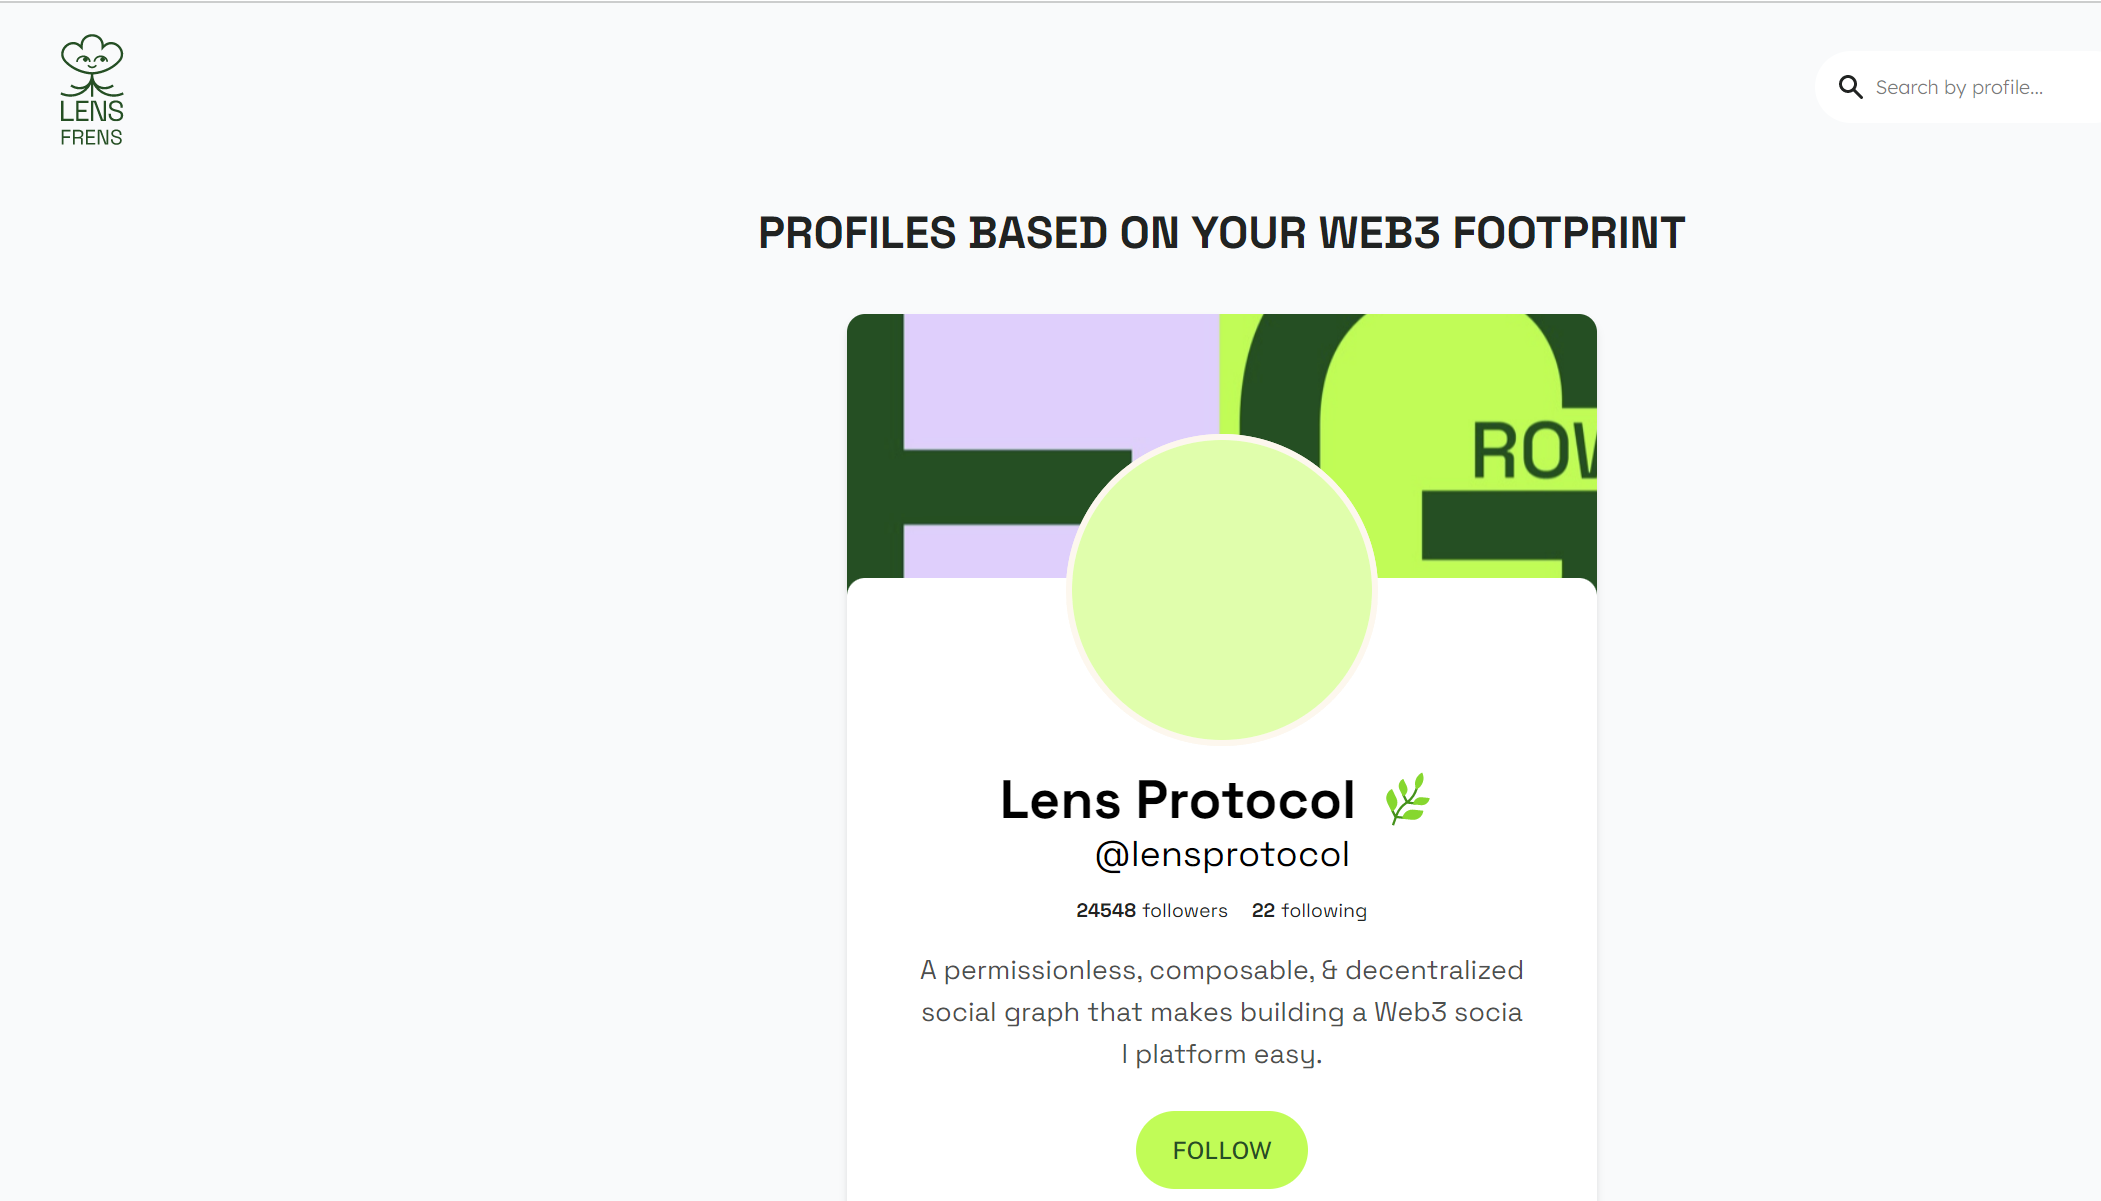 LENS
FRENS
Search by profile...
PROFILES BASED ON YOUR WEB3 FOOTPRINT
Lens Protocol
@lensprotocol
24548 followers 22 following
A permissionless, composable, & decentralized
social graph that makes building a Web3 socia
l platform easy.
FOLLOW